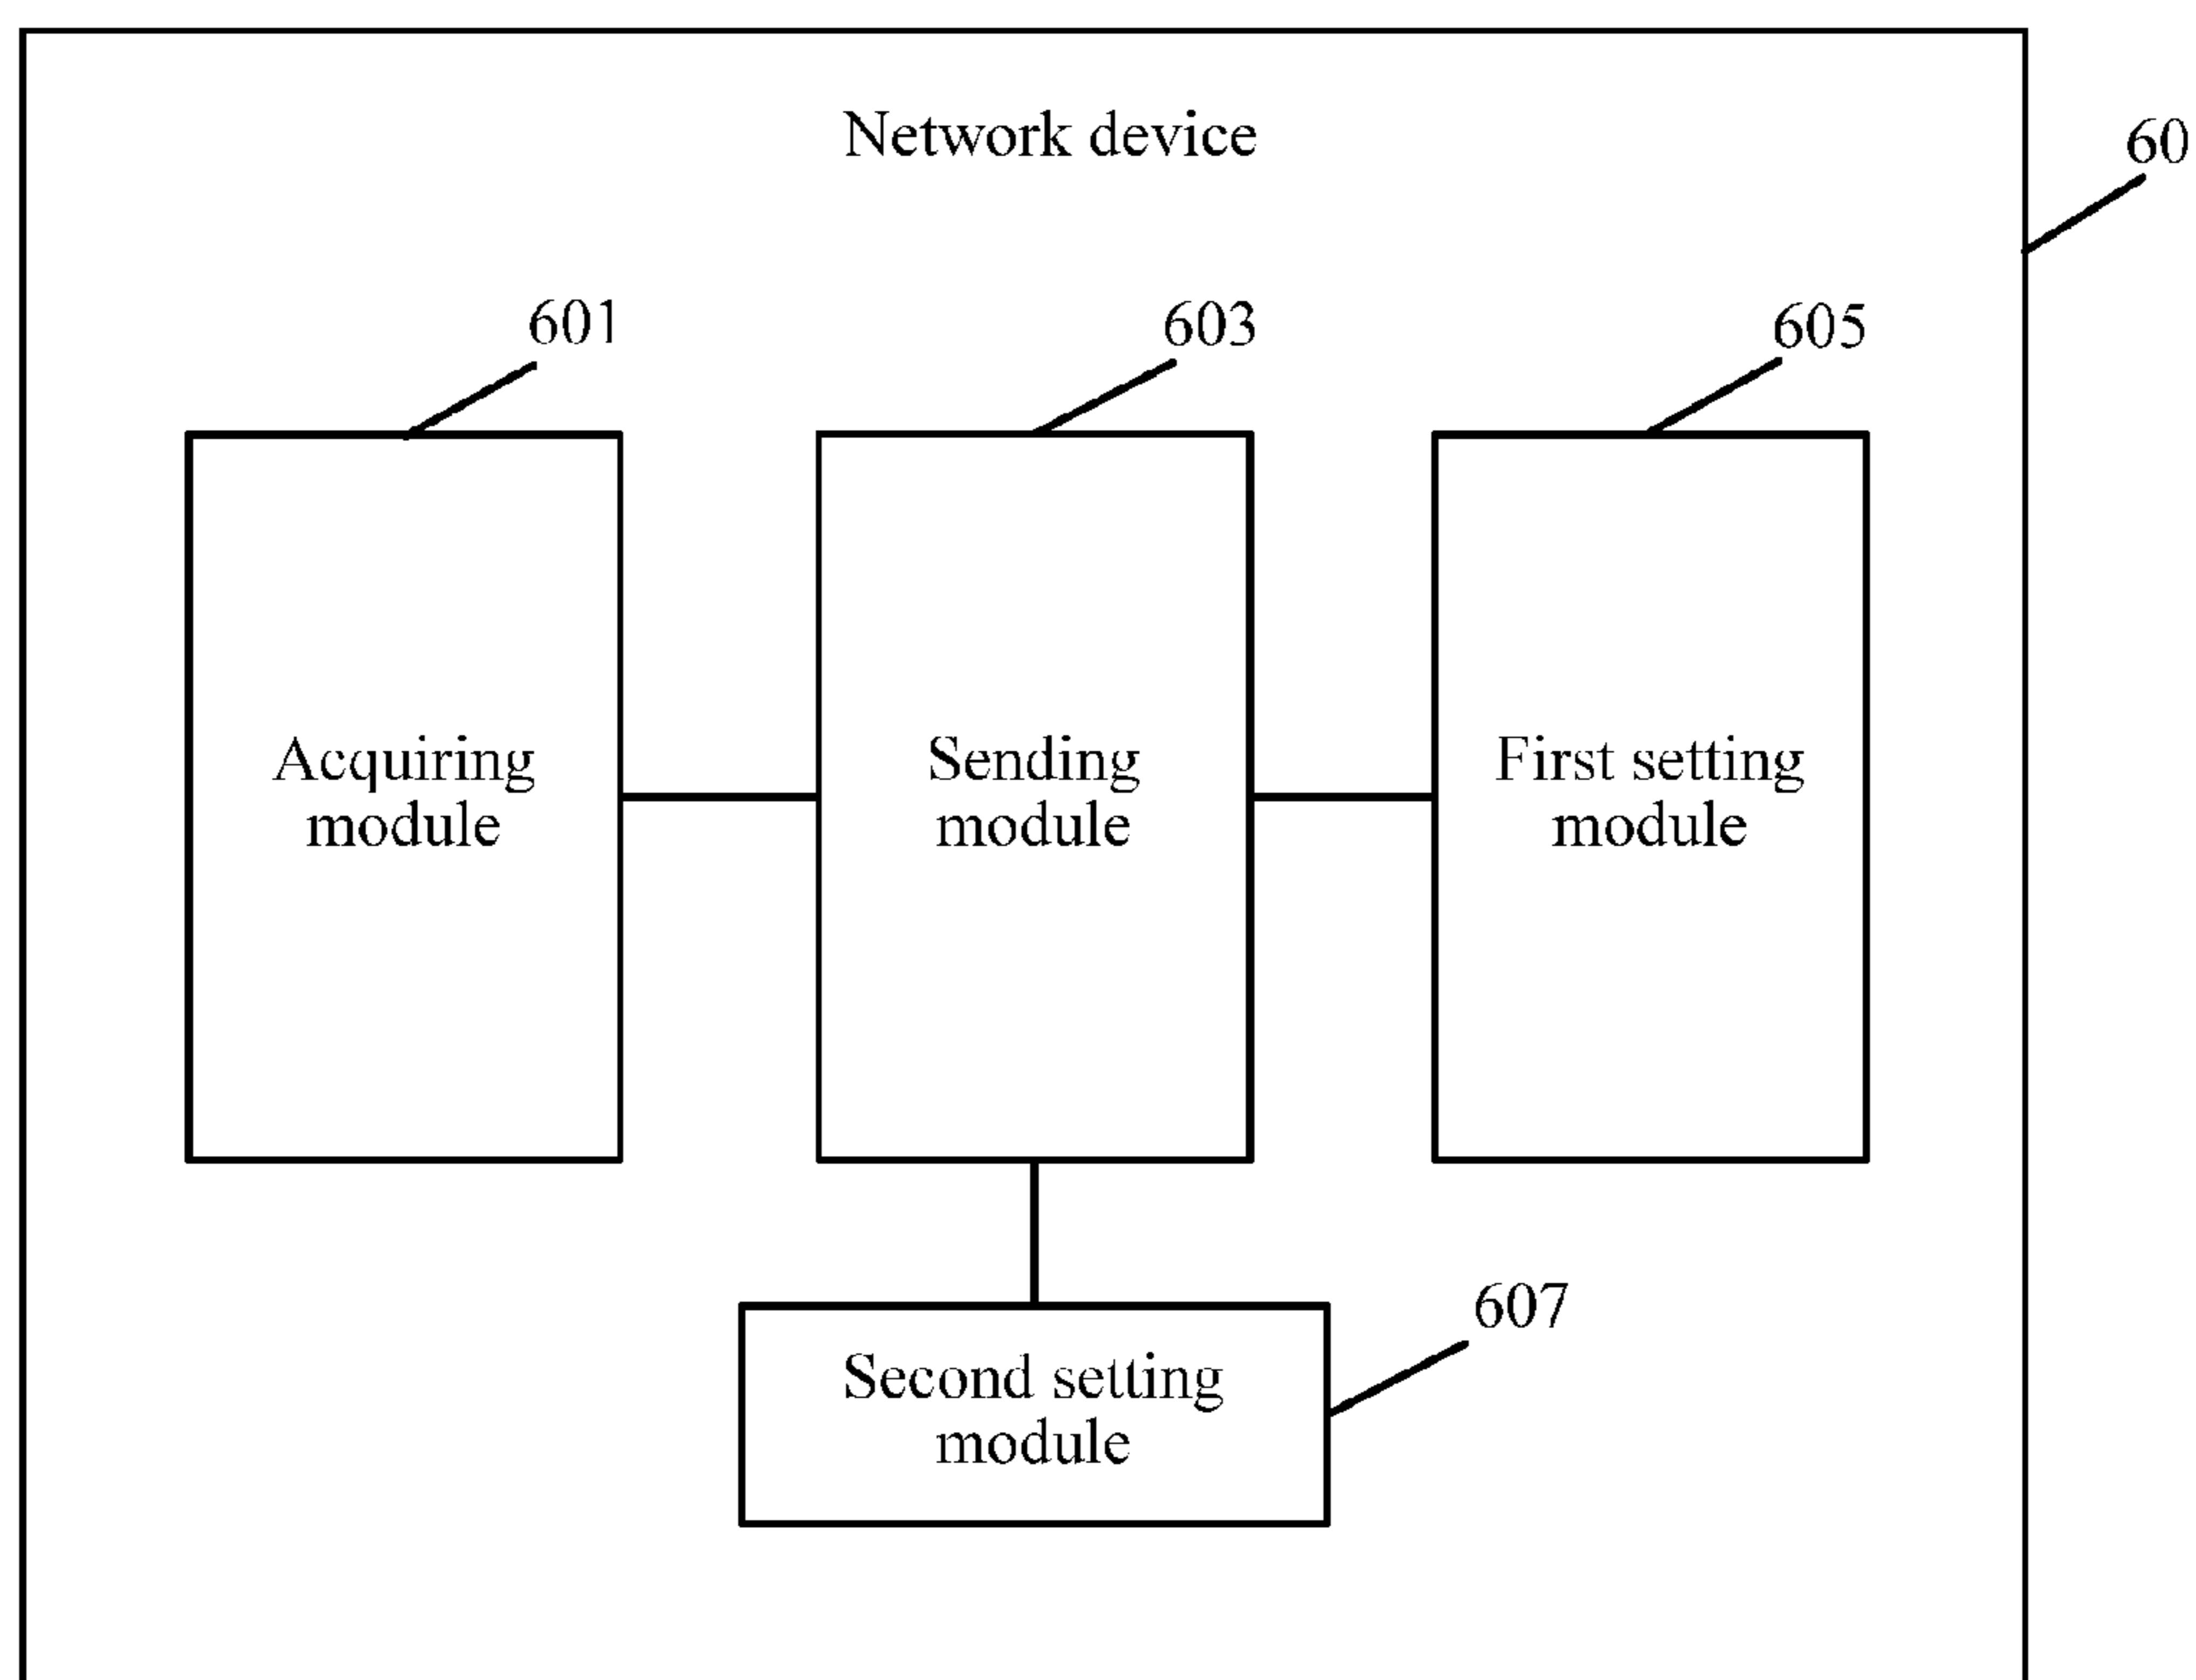 Network device
60
601
603
605
Acquiring
module
Sending
module
First setting
module
607
Second setting
module